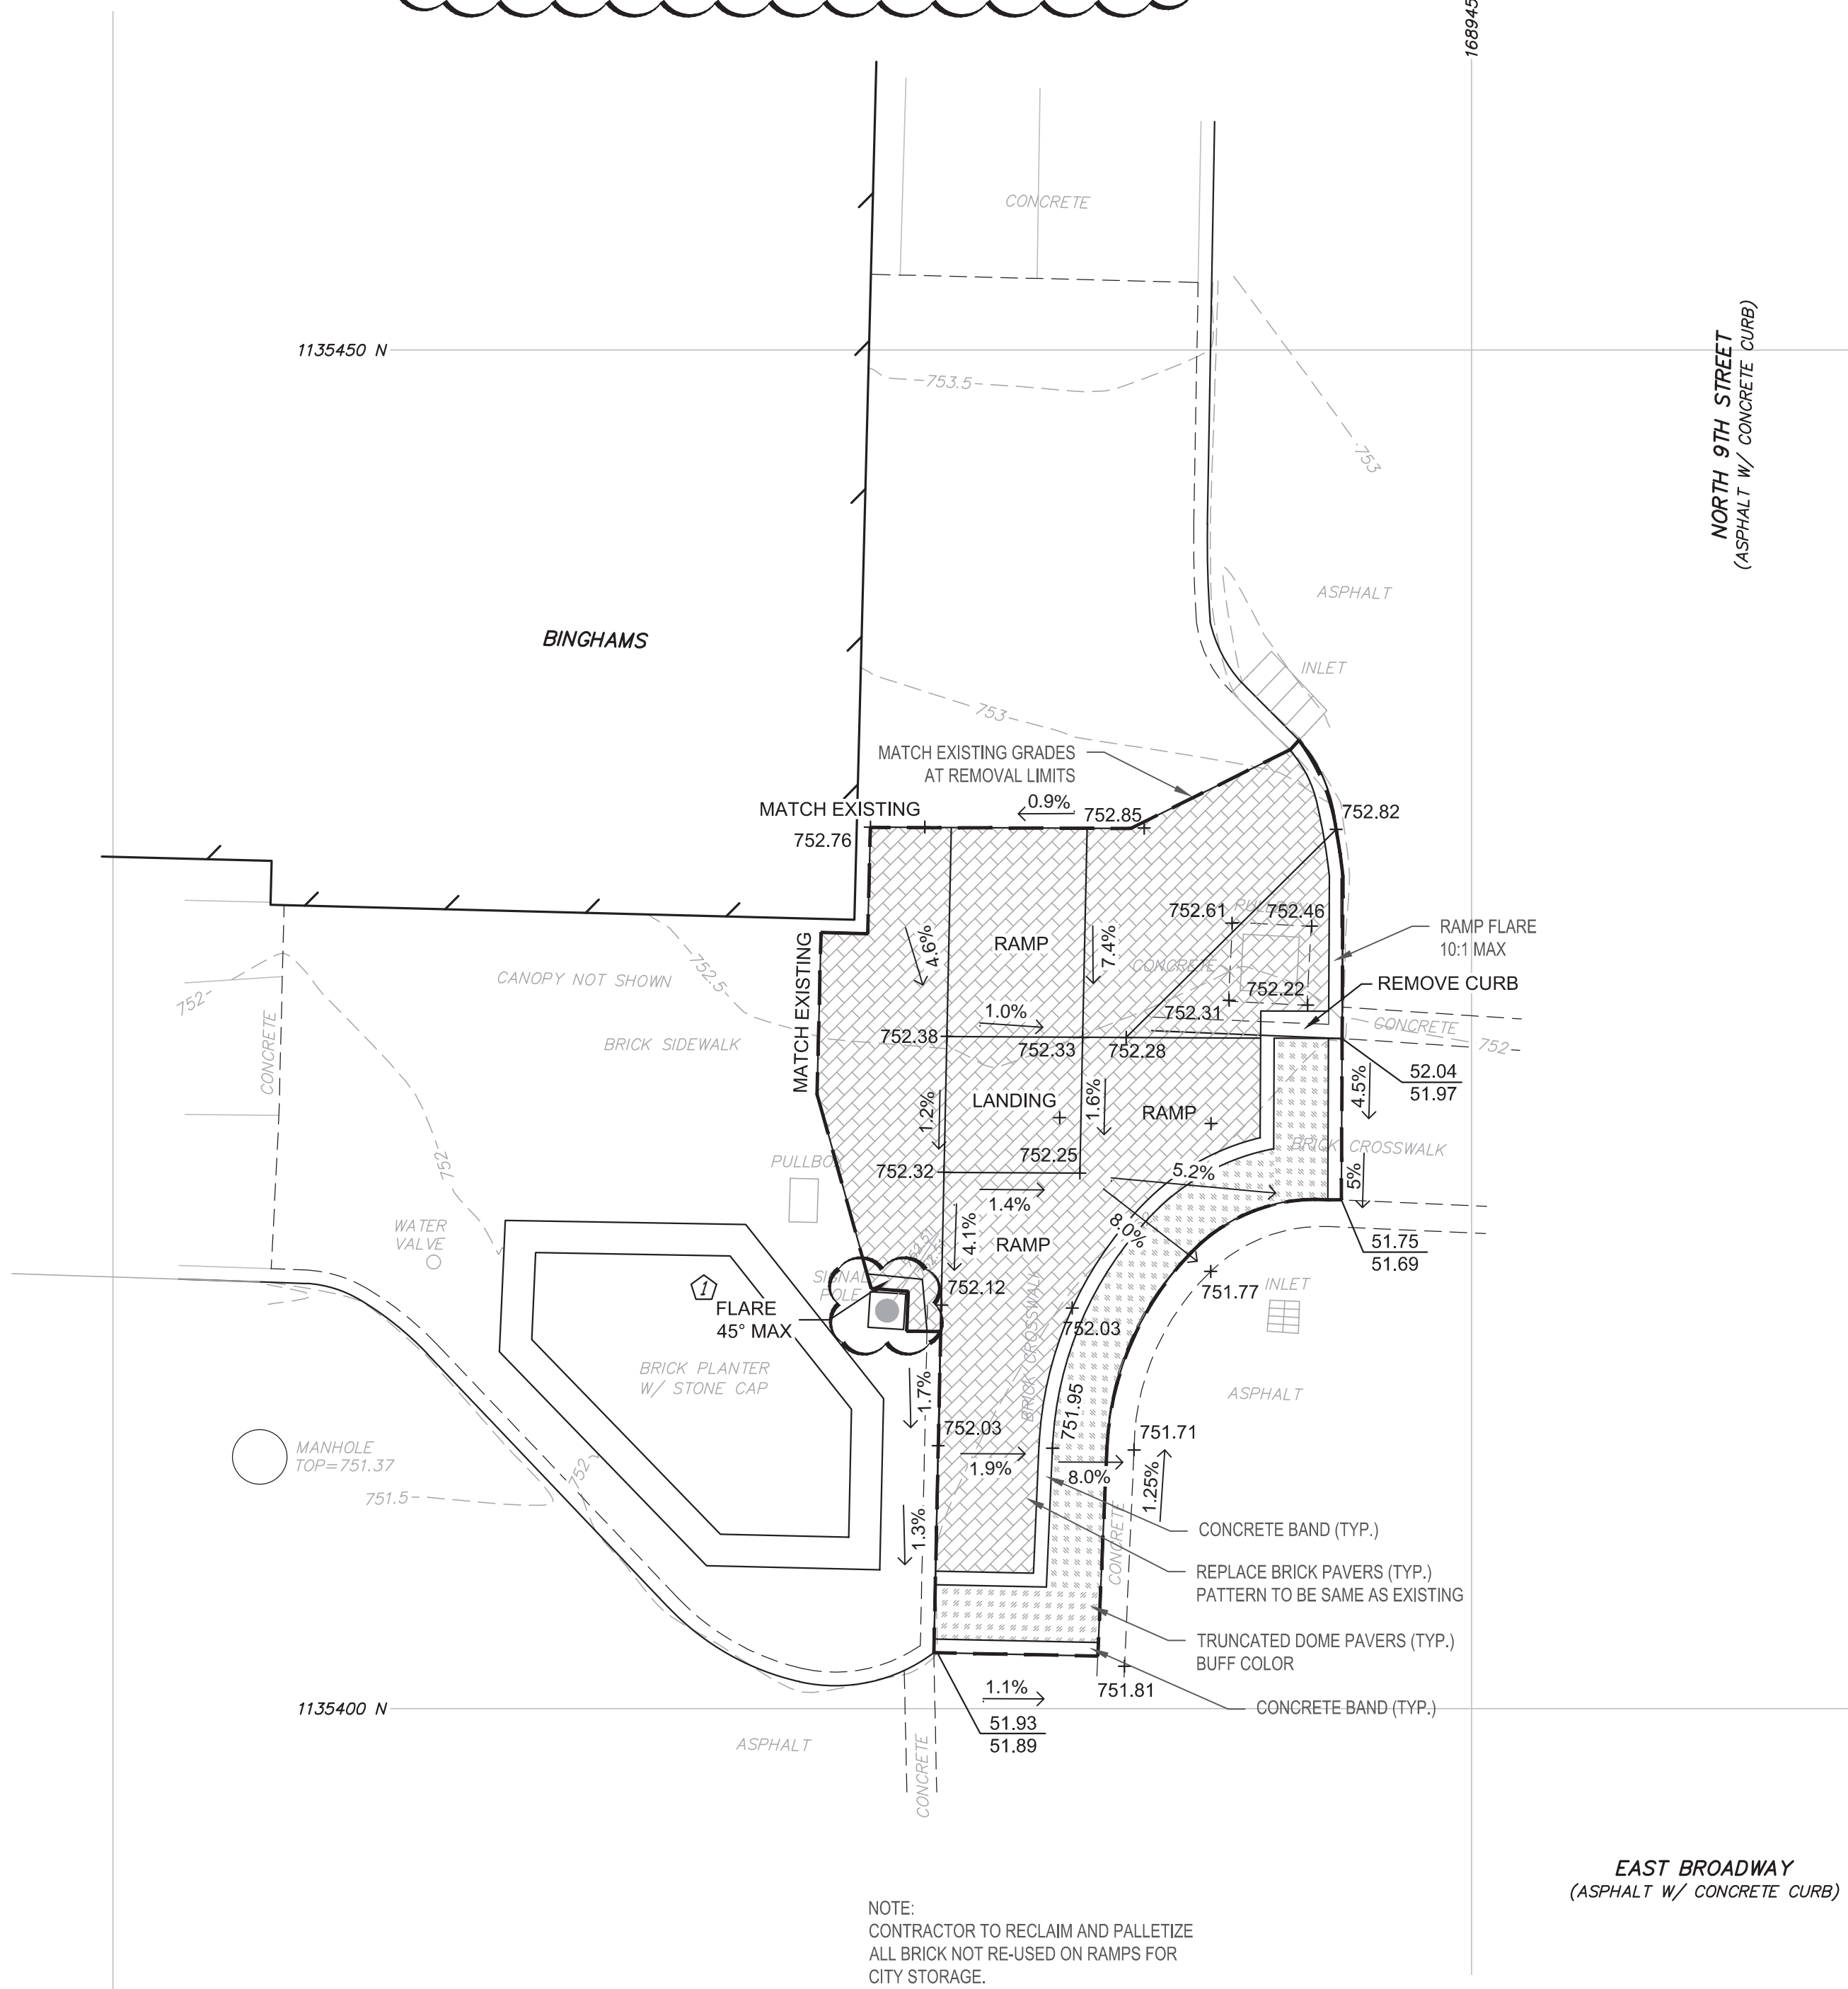 168945
CONCRETE
1135450 N
753.5
753
NORTH 9TH STREET
(ASPHALT W/ CONCRETE CURB)
ASPHALT
BINGHAMS
INLET
753
MATCH EXISTING GRADES
AT REMOVAL LIMITS
MATCH EXISTING
0.9%
752.85
752.82
752.76
752.61
752.46
RAMP FLARE
10:1 MAX
4.6%
RAMP
7.4%
CONCRETE
REMOVE CURB
752.5
CANOPY NOT SHOWN
MATCH EXISTING
752
CONCRETE
752.22
752.31
1.0%
CONCRETE
752
BRICK SIDEWALK
752.38
752.33
752.28
52.04
51.97
4.5%
1.2%
LANDING
1.6%
RAMP
BRICK CROSSWALK
752
PULLBO
752.32
752.25
5.2%
5%
1.4%
WATER
VALVE
4.1%
RAMP
8.0%
51.75
51.69
SIGNAL
POLE
752.12
751.77
INLET
1
FLARE
45° MAX
752.03
BRICK CROSSWALK
BRICK PLANTER
W/ STONE CAP
ASPHALT
1.7%
751.95
752.03
751.71
MANHOLE
TOP=751.37
752
751.5
1.9%
8.0%
1.25%
1.3%
CONCRETE
CONCRETE BAND (TYP.)
REPLACE BRICK PAVERS (TYP.)
PATTERN TO BE SAME AS EXISTING
TRUNCATED DOME PAVERS (TYP.)
BUFF COLOR
751.81
1.1%
CONCRETE BAND (TYP.)
1135400 N
51.93
51.89
ASPHALT
CONCRETE
EAST BROADWAY
(ASPHALT W/ CONCRETE CURB)
NOTE:
CONTRACTOR TO RECLAIM AND PALLETIZE
ALL BRICK NOT RE-USED ON RAMPS FOR
CITY STORAGE.